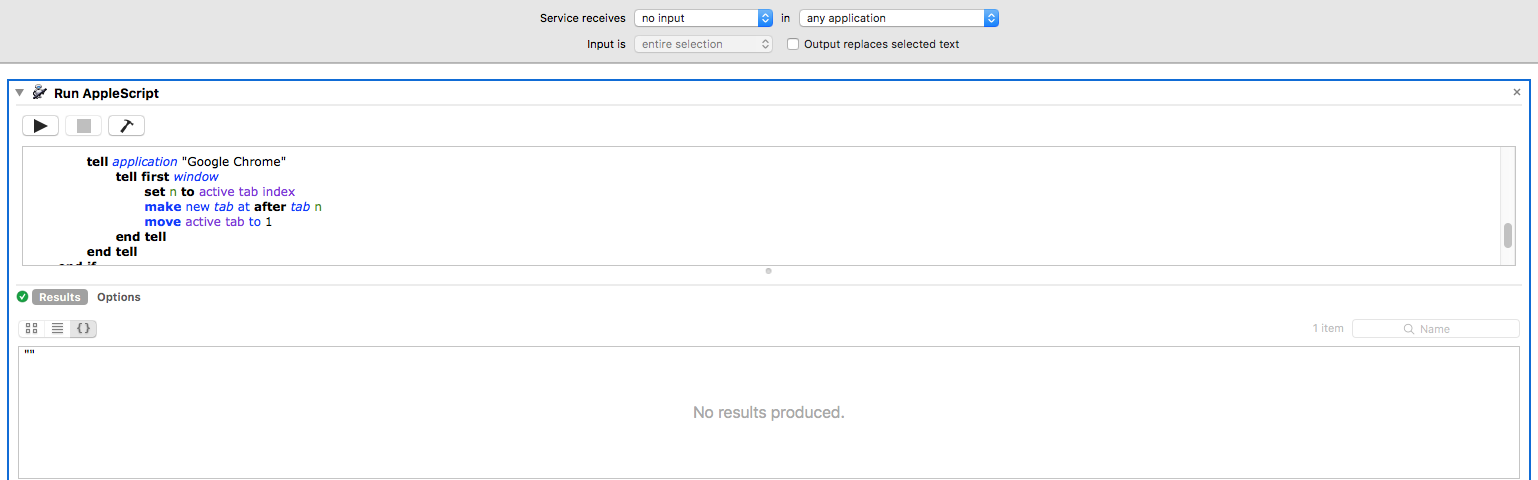 Service receives no input in any application
Input is entire selection Output replaces selected text
Run AppleScript
tell application "Google Chrome"
tell first window
set n to active tab index
make new tab at after tab n
move active tab to 1
end tell
end tell
end if
Results Options
{} 1 item Name
""
No results produced.